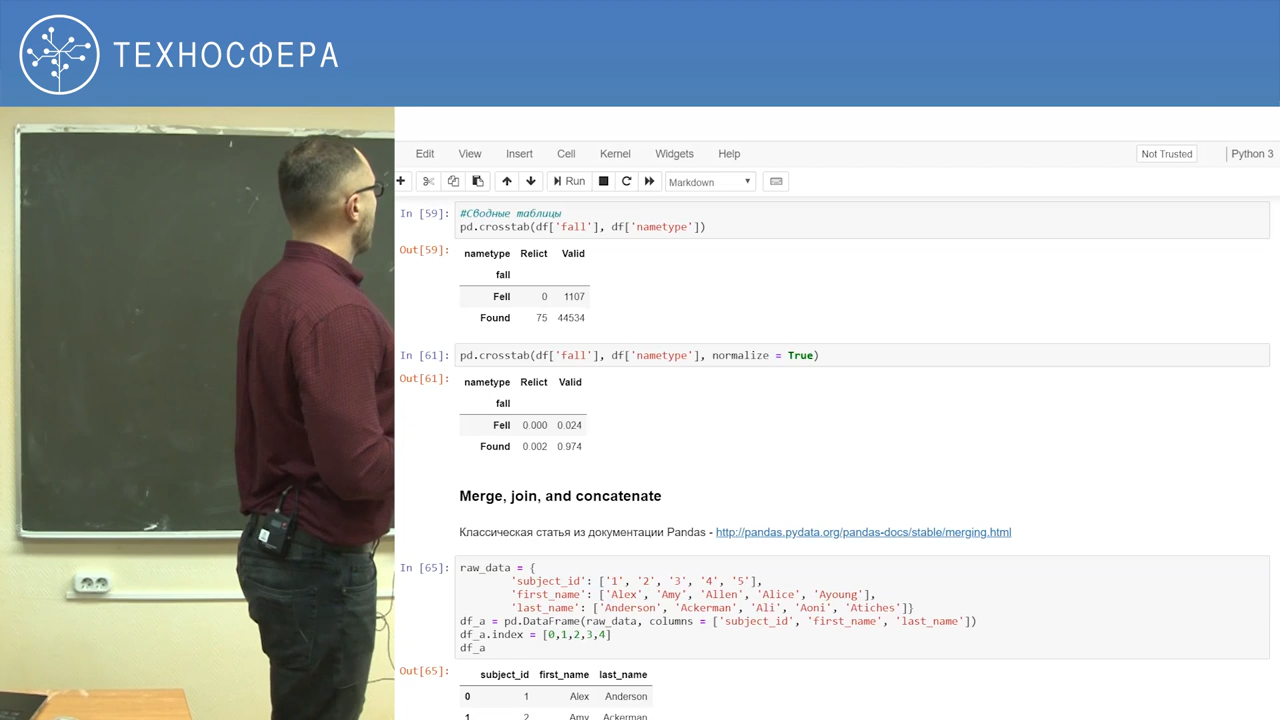 ТЕХНОСФЕРА
Edit View Insert Cell Kernel Widgets Help Not Trusted Python 3
Run Markdown
In [59]: #Сводные таблицы
pd.crosstab(df['fall'], df['nametype'])
Out[59]: nametype Relict Valid
fall
Fell 0 1107
Found 75 44534
In [61]: pd.crosstab(df['fall'], df['nametype'], normalize = True)
Out[61]: nametype Relict Valid
fall
Fell 0.000 0.024
Found 0.002 0.974
Merge, join, and concatenate
Классическая статья из документации Pandas - http://pandas.pydata.org/pandas-docs/stable/merging.html
In [65]: raw_data = {
'subject_id': ['1', '2', '3', '4', '5'],
'first_name': ['Alex', 'Amy', 'Allen', 'Alice', 'Ayoung'],
'last_name': ['Anderson', 'Ackerman', 'Ali', 'Aoni', 'Atiches']}
df_a = pd.DataFrame(raw_data, columns = ['subject_id', 'first_name', 'last_name'])
df_a.index = [0,1,2,3,4]
df_a
Out[65]: subject_id first_name last_name
0 1 Alex Anderson
1 2 Amy Ackerman